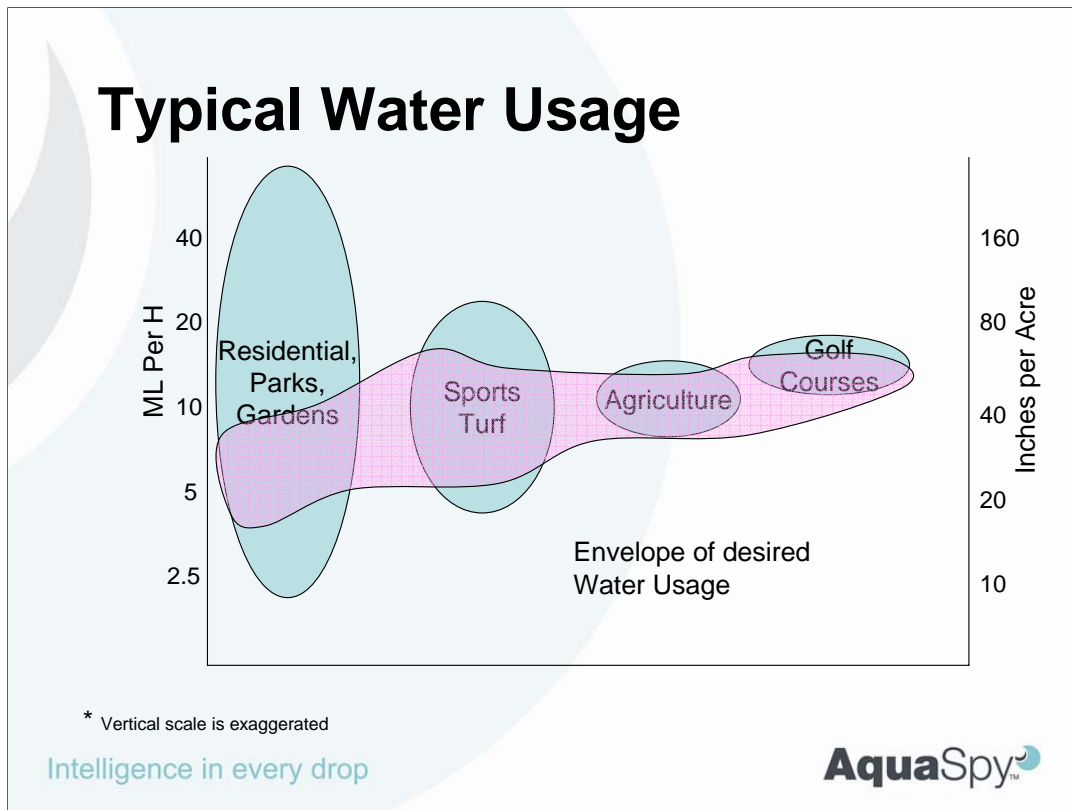 Typical Water Usage
ML Per H
40
20
10
5
2.5
Residential,
Parks,
Gardens
Sports
Turf
Agriculture
Golf
Courses
Envelope of desired
Water Usage
160
80
40
20
10
Inches per Acre
* Vertical scale is exaggerated
Intelligence in every drop
AquaSpy™